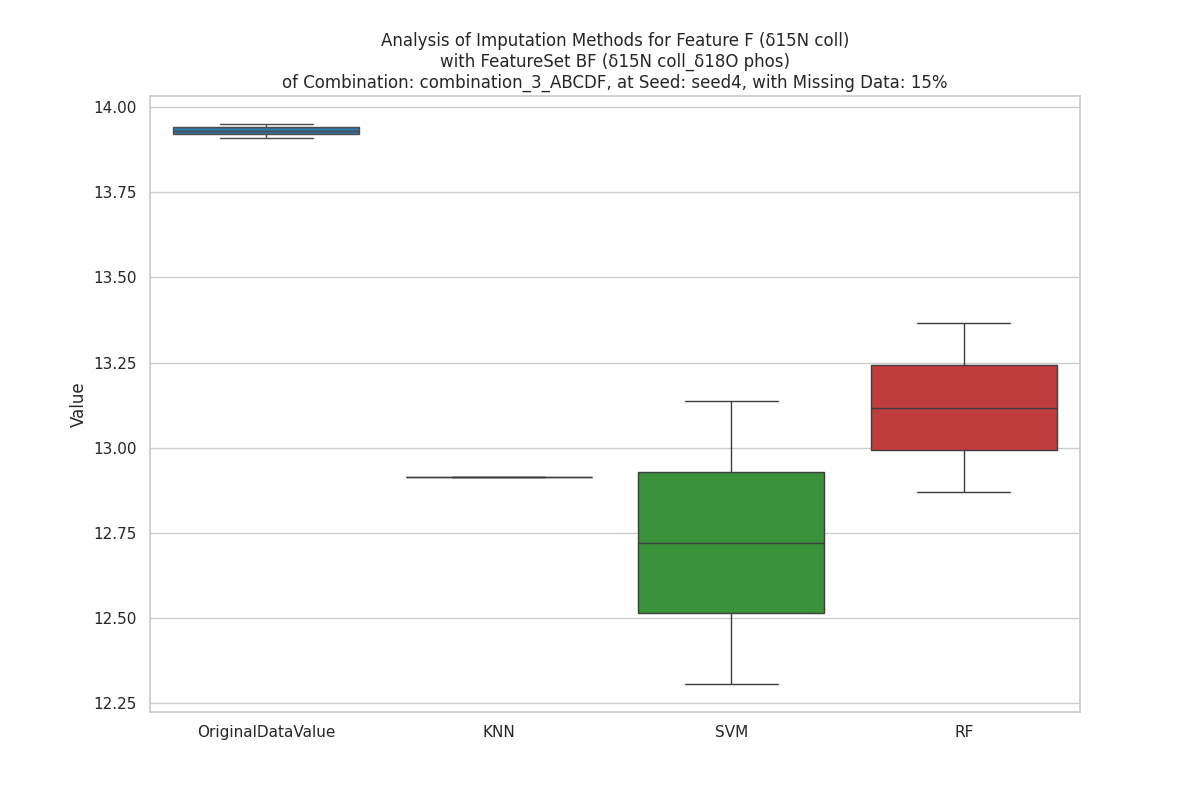 Analysis of Imputation Methods for Feature F (δ15N coll)
with FeatureSet BF (δ15N coll_δ18O phos)
of Combination: combination_3_ABCDF, at Seed: seed4, with Missing Data: 15%
14.00
13.75
13.50
13.25
13.00
12.75
12.50
12.25
Value
OriginalDataValue
KNN
SVM
RF